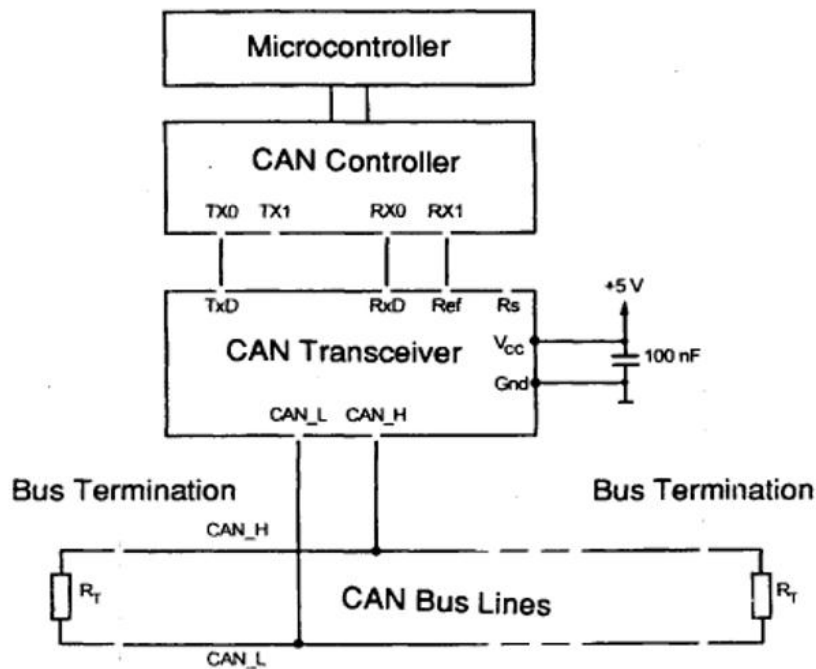 Microcontroller
CAN Controller
TX0 TX1 RX0 RX1
TxD RxD Ref Rs
+5 V
CAN Transceiver
VCC
100 nF
Gnd
CAN_L CAN_H
Bus Termination
Bus Termination
CAN_H
RT
CAN Bus Lines
RT
CAN_L